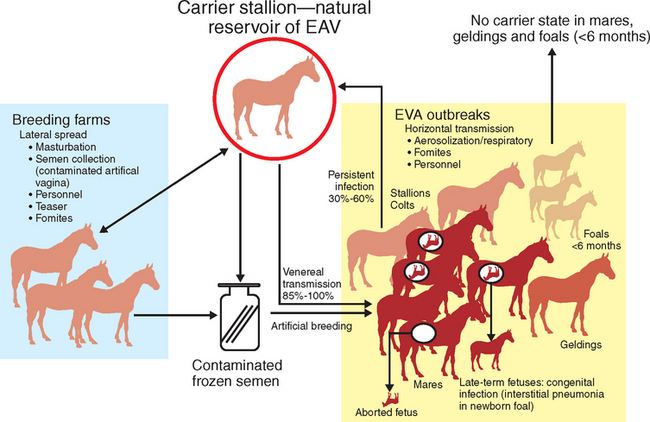 Carrier stallion—natural
reservoir of EAV
No carrier state in mares,
geldings and foals (<6 months)
Breeding farms
Lateral spread
• Masturbation
• Semen collection
(contaminated artifical
vagina)
• Personnel
• Teaser
• Fomites
EVA outbreaks
Horizontal transmission
• Aerosolization/respiratory
• Fomites
• Personnel
Persistent
infection
30%-60%
Stallions
Colts
Foals
<6 months
Venereal
transmission
85%-100%
Artificial breeding
Contaminated
frozen semen
Geldings
Mares
Late-term fetuses: congenital
infection (interstitial pneumonia
in newborn foal)
Aborted fetus